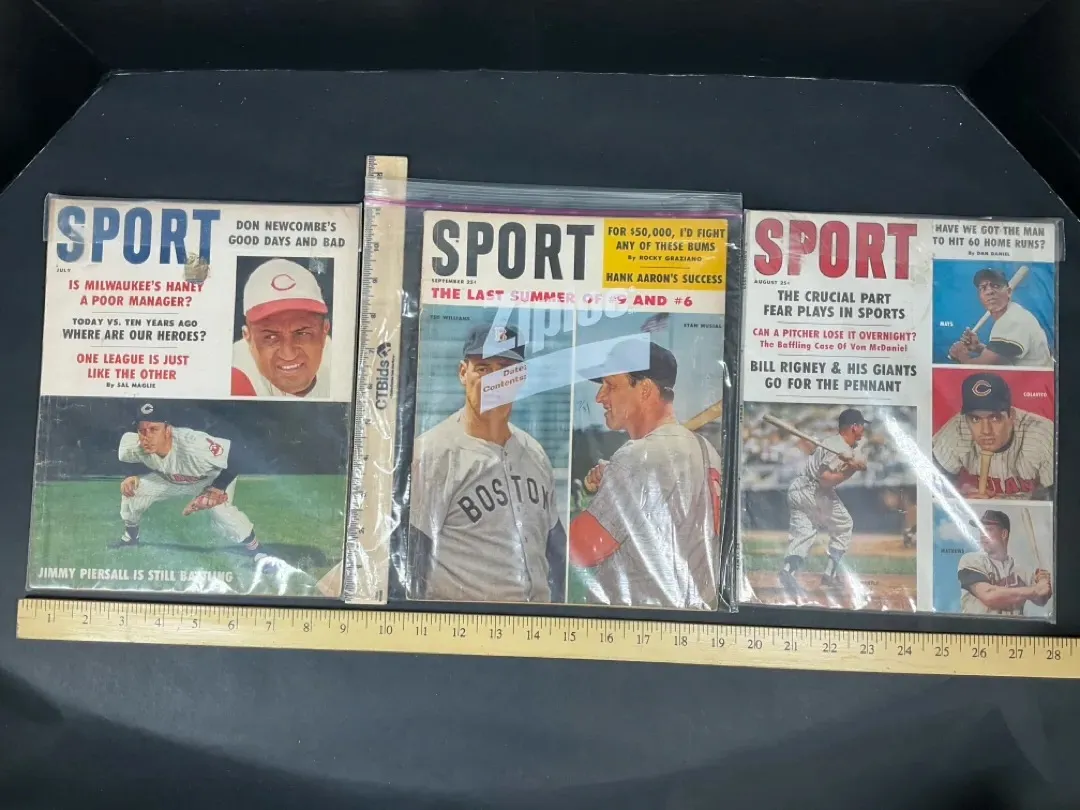 SPORT
JULY
DON NEWCOMBE'S
GOOD DAYS AND BAD
IS MILWAUKEE'S HANEY
A POOR MANAGER?
TODAY VS. TEN YEARS AGO
WHERE ARE OUR HEROES?
ONE LEAGUE IS JUST
LIKE THE OTHER
By SAL MAGLIE
C
JIMMY PIERSALL IS STILL BATTLING
CTBids
SPORT
SEPTEMBER 25¢
FOR $50,000, I'D FIGHT
ANY OF THESE BUMS
By ROCKY GRAZIANO
HANK AARON'S SUCCESS
THE LAST SUMMER OF #9 AND #6
TED WILLIAMS
STAN MUSIAL
Ziploc
Date:
Contents:
BOSTON
SPORT
AUGUST 25¢
HAVE WE GOT THE MAN
TO HIT 60 HOME RUNS?
By DAN DANIEL
THE CRUCIAL PART
FEAR PLAYS IN SPORTS
CAN A PITCHER LOSE IT OVERNIGHT?
The Baffling Case Of Von McDaniel
BILL RIGNEY & HIS GIANTS
GO FOR THE PENNANT
MAYS
COLAVITO
C
MATHEWS
1 2 3 4 5 6 7 8 9 10 11 12 13 14 15 16 17 18 19 20 21 22 23 24 25 26 27 28